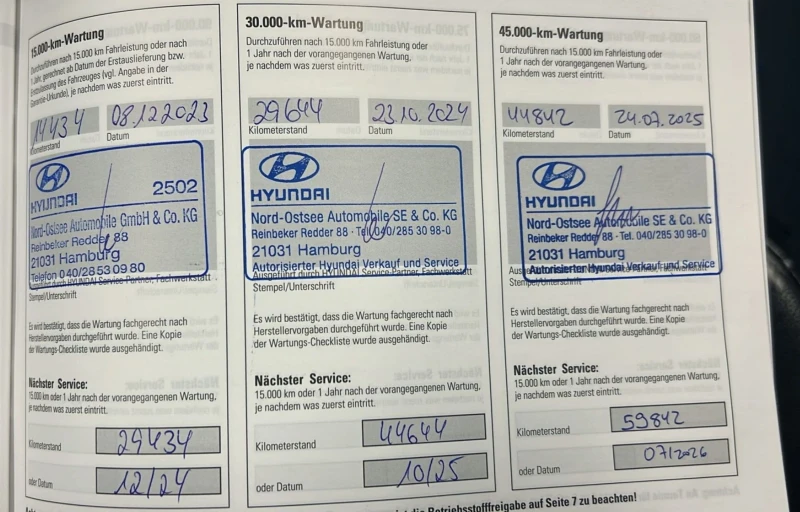 15.000-km-Wartung
Durchzuführen nach 15.000 km Fahrleistung oder nach
1 Jahr, gerechnet ab Datum der Erstauslieferung bzw.
Erstzulassung des Fahrzeuges (vgl. Angabe in der
Garantie-Urkunde), je nachdem was zuerst eintritt.
14434 08.12.2023
Kilometerstand Datum
HYUNDAI 2502
Nord-Ostsee Automobile GmbH & Co. KG
Reinbeker Redder 88
21031 Hamburg
Telefon 040/2853 09 80
Ausgeführt durch HYUNDAI Service-Partner, Fachwerkstatt
Stempel/Unterschrift
Es wird bestätigt, dass die Wartung fachgerecht nach
Herstellervorgaben durchgeführt wurde. Eine Kopie
der Wartungs-Checkliste wurde ausgehändigt.
Nächster Service:
15.000 km oder 1 Jahr nach der vorangegangenen Wartung,
je nachdem was zuerst eintritt.
Kilometerstand 29434
oder Datum 12/24
30.000-km-Wartung
Durchzuführen nach 15.000 km Fahrleistung oder
1 Jahr nach der vorangegangenen Wartung,
je nachdem was zuerst eintritt.
29644 23.10.2024
Kilometerstand Datum
HYUNDAI
Nord-Ostsee Automobile SE & Co. KG
Reinbeker Redder 88 · Tel. 040/285 30 98-0
21031 Hamburg
Autorisierter Hyundai Verkauf und Service
Ausgeführt durch HYUNDAI Service-Partner, Fachwerkstatt
Stempel/Unterschrift
Es wird bestätigt, dass die Wartung fachgerecht nach
Herstellervorgaben durchgeführt wurde. Eine Kopie
der Wartungs-Checkliste wurde ausgehändigt.
Nächster Service:
15.000 km oder 1 Jahr nach der vorangegangenen Wartung,
je nachdem was zuerst eintritt.
Kilometerstand 44644
oder Datum 10/25
45.000-km-Wartung
Durchzuführen nach 15.000 km Fahrleistung oder
1 Jahr nach der vorangegangenen Wartung,
je nachdem was zuerst eintritt.
44842 24.07.2025
Kilometerstand Datum
HYUNDAI
Nord-Ostsee Automobile SE & Co. KG
Reinbeker Redder 88 · Tel. 040/285 30 98-0
21031 Hamburg
Autorisierter Hyundai Verkauf und Service
Stempel/Unterschrift
Es wird bestätigt, dass die Wartung fachgerecht nach
Herstellervorgaben durchgeführt wurde. Eine Kopie
der Wartungs-Checkliste wurde ausgehändigt.
Nächster Service:
15.000 km oder 1 Jahr nach der vorangegangenen Wartung,
je nachdem was zuerst eintritt.
Kilometerstand 59842
oder Datum 07/2026
die Betriebsstofffreigabe auf Seite 7 zu beachten!